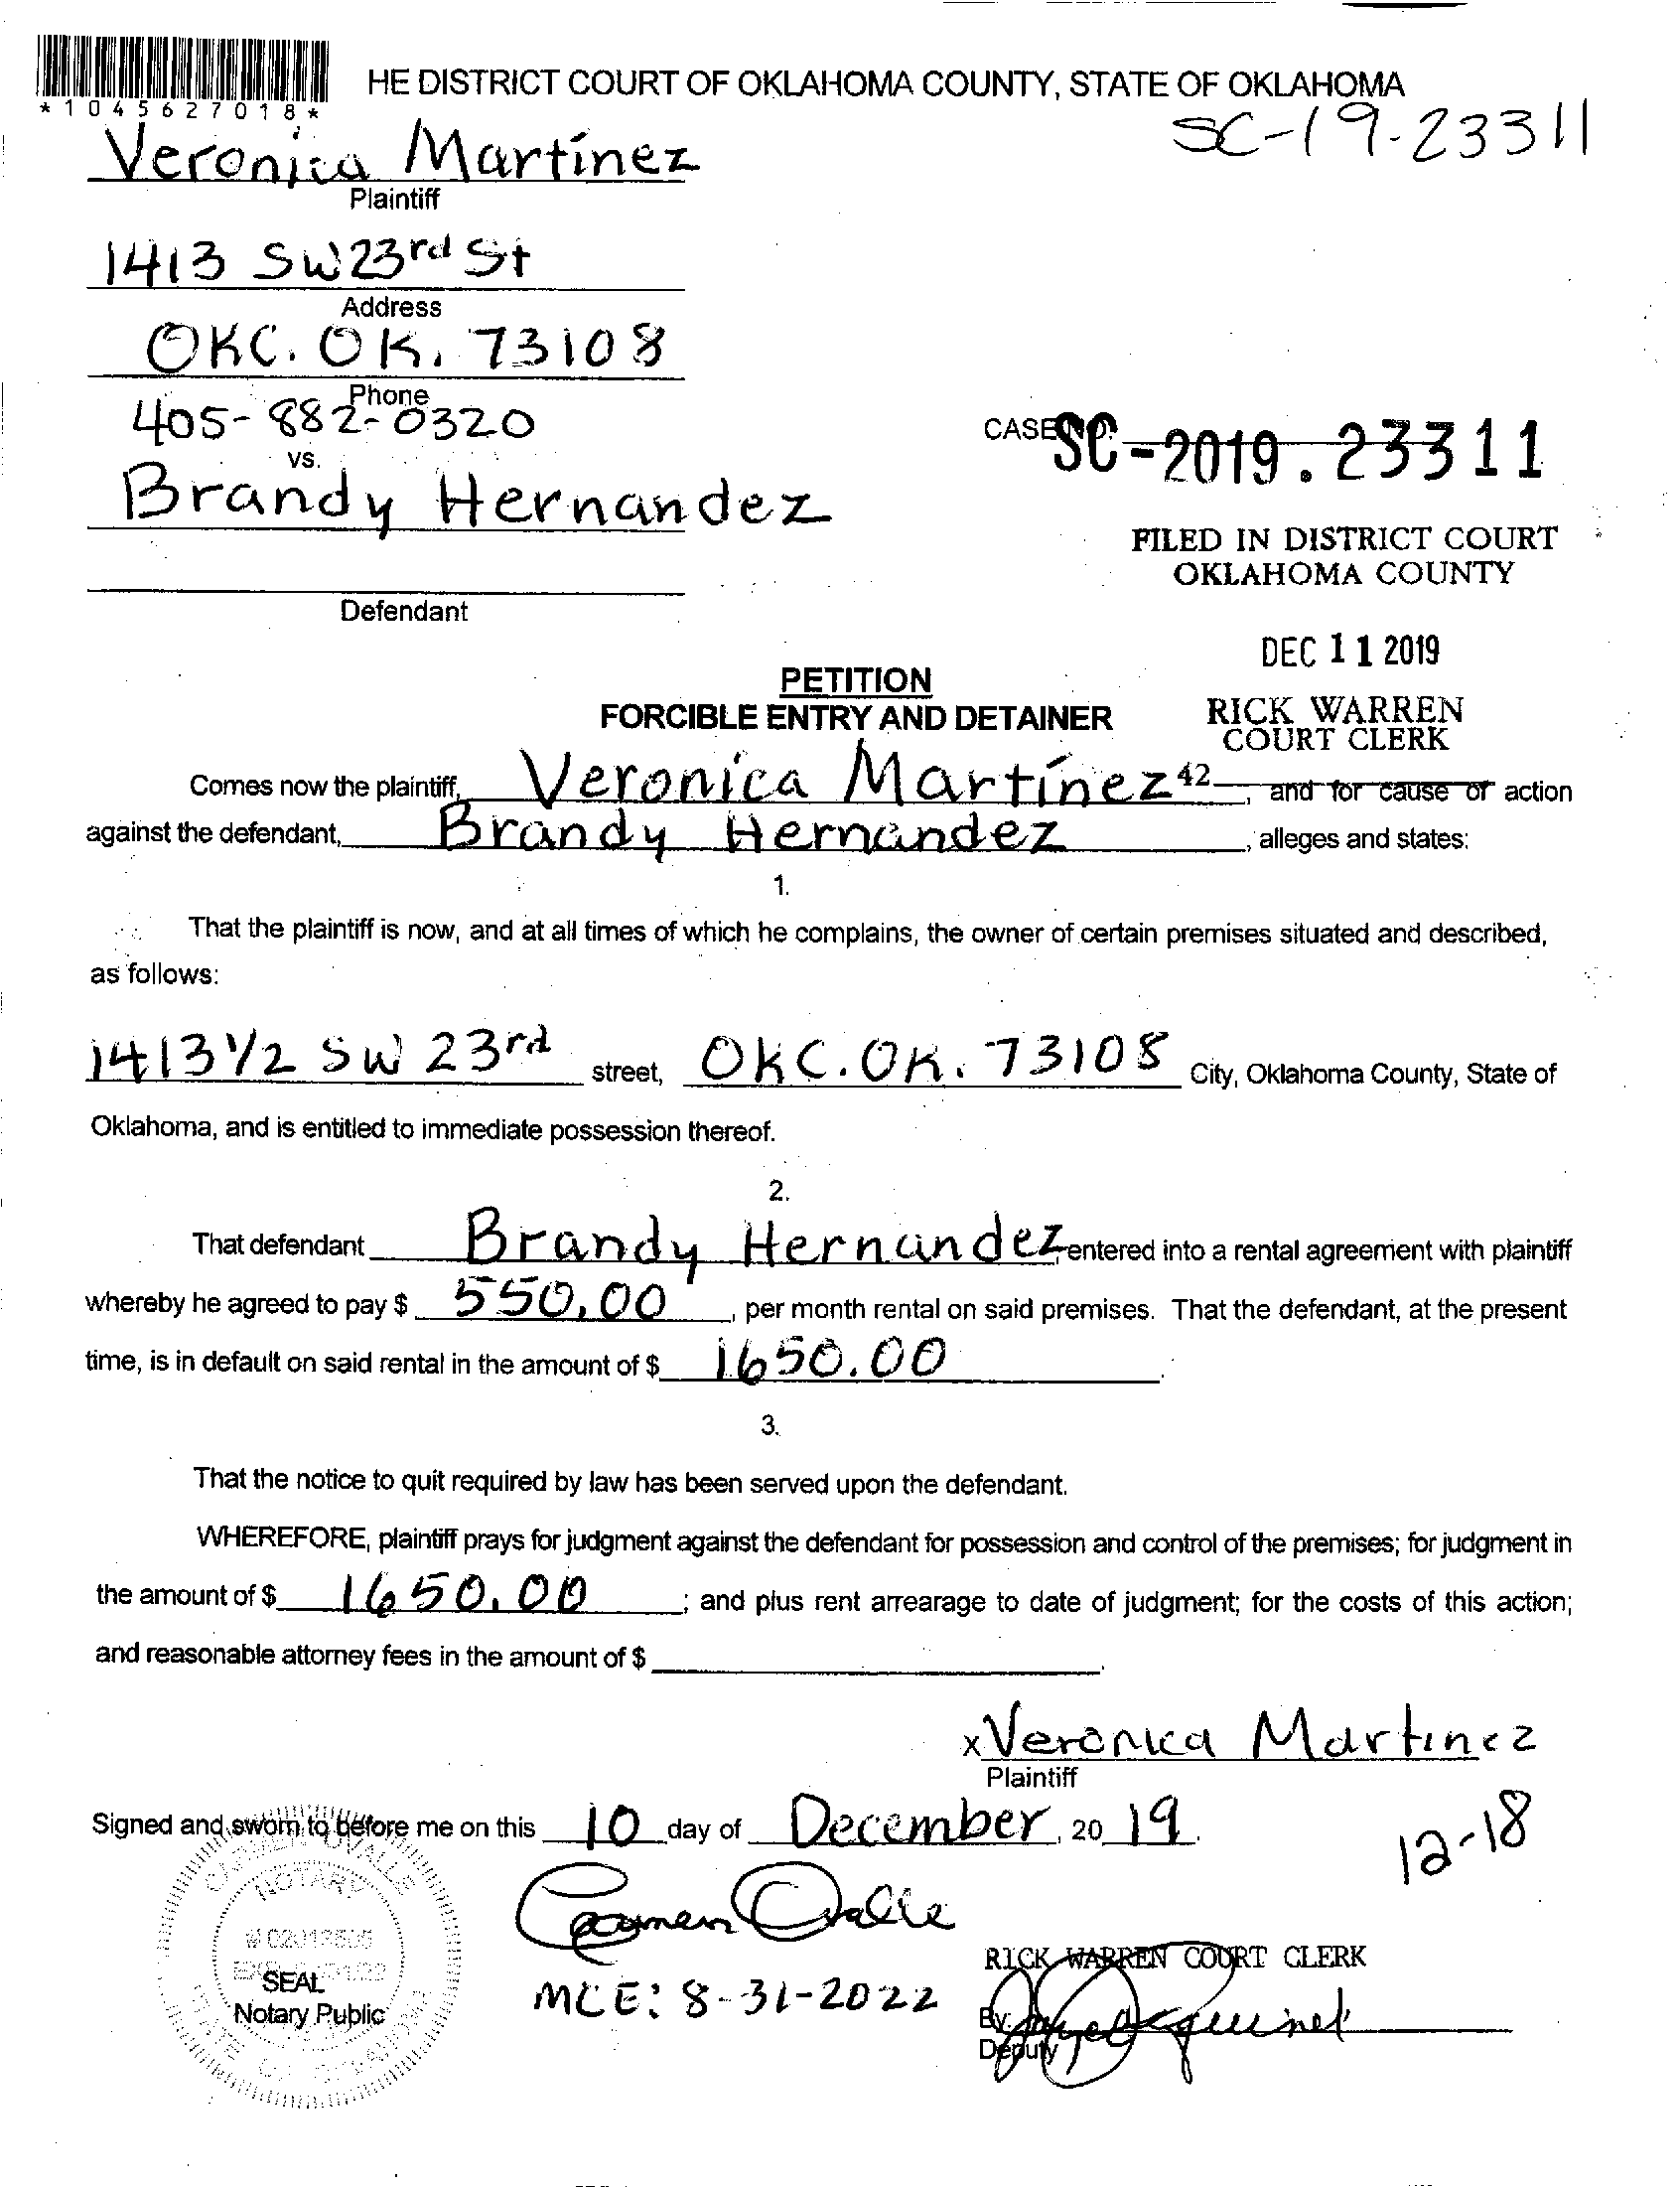 *1045627018*
HE DISTRICT COURT OF OKLAHOMA COUNTY, STATE OF OKLAHOMA
SC-19-23311
Veronica Martinez
Plaintiff
1413 SW 23rd St
Address
OKC. OK. 73108
Phone
405-882-0320
vs.
CASE NO. SC-2019.23311
Brandy Hernandez
FILED IN DISTRICT COURT
OKLAHOMA COUNTY
Defendant
DEC 11 2019
PETITION
FORCIBLE ENTRY AND DETAINER
RICK WARREN
COURT CLERK
42
Comes now the plaintiff, Veronica Martinez, and for cause of action
against the defendant, Brandy Hernandez, alleges and states:
1.
That the plaintiff is now, and at all times of which he complains, the owner of certain premises situated and described,
as follows:
1413 1/2 SW 23rd street, OKC. OK. 73108 City, Oklahoma County, State of
Oklahoma, and is entitled to immediate possession thereof.
2.
That defendant Brandy Hernandez entered into a rental agreement with plaintiff
whereby he agreed to pay $ 550.00, per month rental on said premises. That the defendant, at the present
time, is in default on said rental in the amount of $ 1650.00.
3.
That the notice to quit required by law has been served upon the defendant.
WHEREFORE, plaintiff prays for judgment against the defendant for possession and control of the premises; for judgment in
the amount of $ 1650.00; and plus rent arrearage to date of judgment; for the costs of this action;
and reasonable attorney fees in the amount of $ .
x Veronica Martinez
Plaintiff
Signed and sworn to before me on this 10 day of December, 20 19.
12-18
Carmen Ovalle
NOTARY
SEAL
Notary Public
STATE OF OKLAHOMA
MCE: 8-31-2022
RICK WARREN COURT CLERK
By:
Deputy